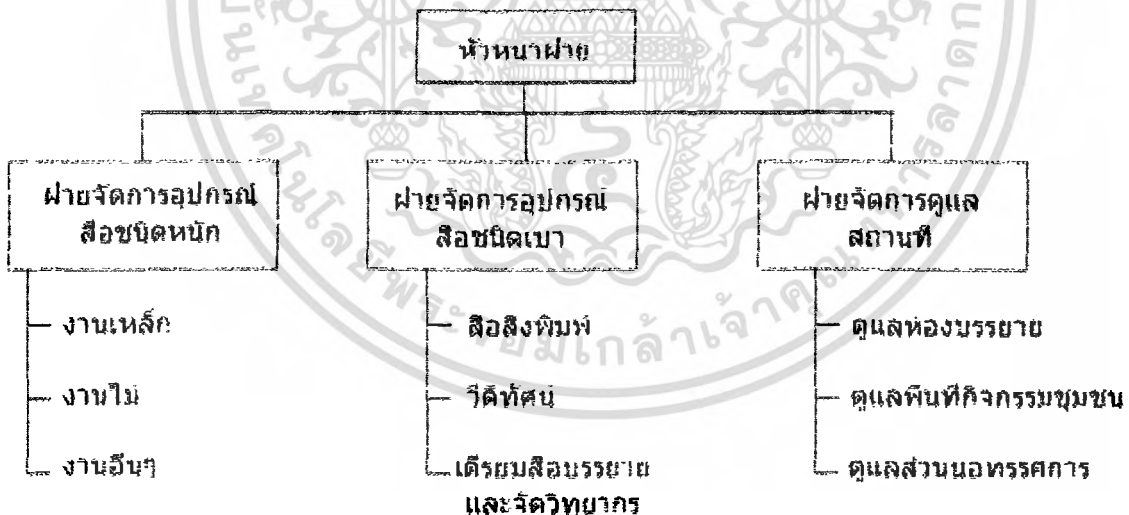 หัวหน้าฝ่าย
ฝ่ายจัดการอุปกรณ์
สื่อชนิดหนัก
งานเหล็ก
งานไม้
งานอื่นๆ
ฝ่ายจัดการอุปกรณ์
สื่อชนิดเบา
สื่อสิ่งพิมพ์
วีดิทัศน์
เตรียมสื่อบรรยาย
และจัดวิทยากร
ฝ่ายจัดการดูแล
สถานที่
ดูแลห้องบรรยาย
ดูแลพื้นที่กิจกรรมชุมชน
ดูแลส่วนนิทรรศการ